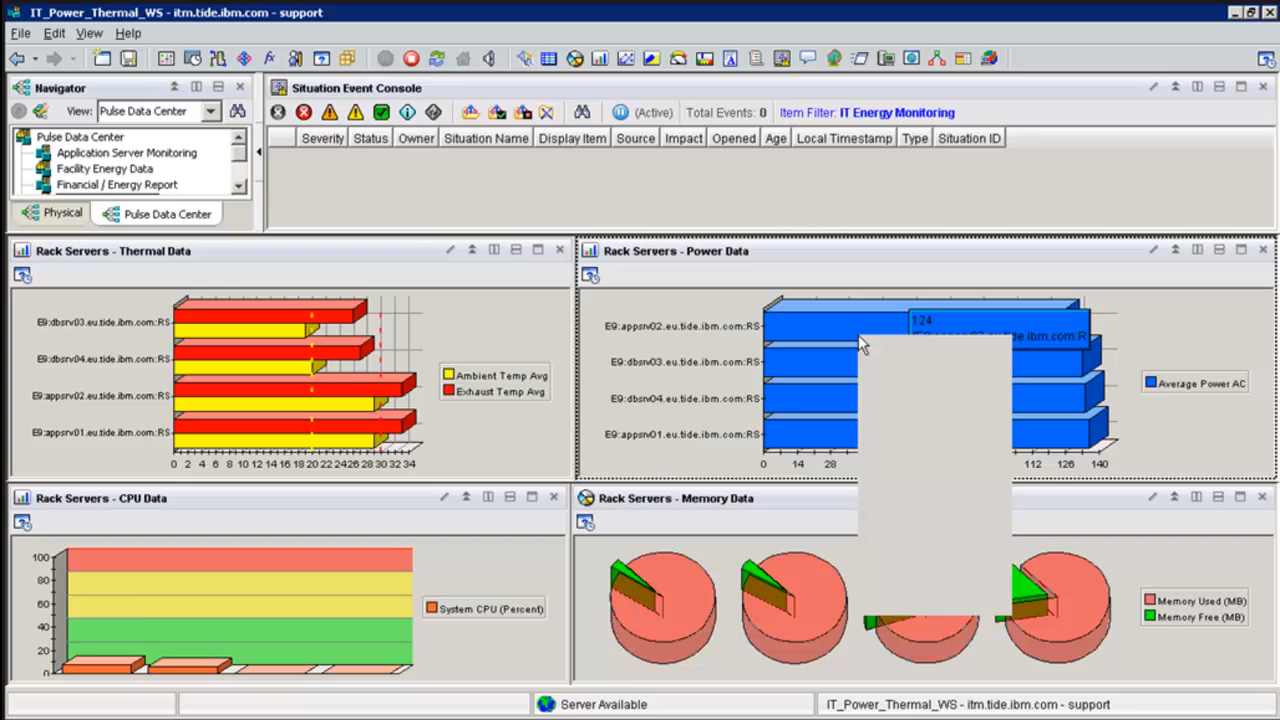 IT_Power_Thermal_WS - itm.tide.ibm.com - support
File Edit View Help
Navigator
View: Pulse Data Center
Pulse Data Center
Application Server Monitoring
Facility Energy Data
Financial / Energy Report
Physical Pulse Data Center
Situation Event Console
(Active) Total Events: 0 Item Filter: IT Energy Monitoring
Severity Status Owner Situation Name Display Item Source Impact Opened Age Local Timestamp Type Situation ID
Rack Servers - Thermal Data
E9:dbsrv03.eu.tide.ibm.com:RS
E9:dbsrv04.eu.tide.ibm.com:RS
E9:appsrv02.eu.tide.ibm.com:RS
E9:appsrv01.eu.tide.ibm.com:RS
0 2 4 6 8 10 12 14 16 18 20 22 24 26 28 30 32 34
Ambient Temp Avg
Exhaust Temp Avg
Rack Servers - Power Data
E9:appsrv02.eu.tide.ibm.com:RS
E9:dbsrv03.eu.tide.ibm.com:RS
E9:dbsrv04.eu.tide.ibm.com:RS
E9:appsrv01.eu.tide.ibm.com:RS
124
0 14 28 112 126 140
Average Power AC
Rack Servers - CPU Data
100
80
60
40
20
0
System CPU (Percent)
Rack Servers - Memory Data
Memory Used (MB)
Memory Free (MB)
Server Available
IT_Power_Thermal_WS - itm.tide.ibm.com - support